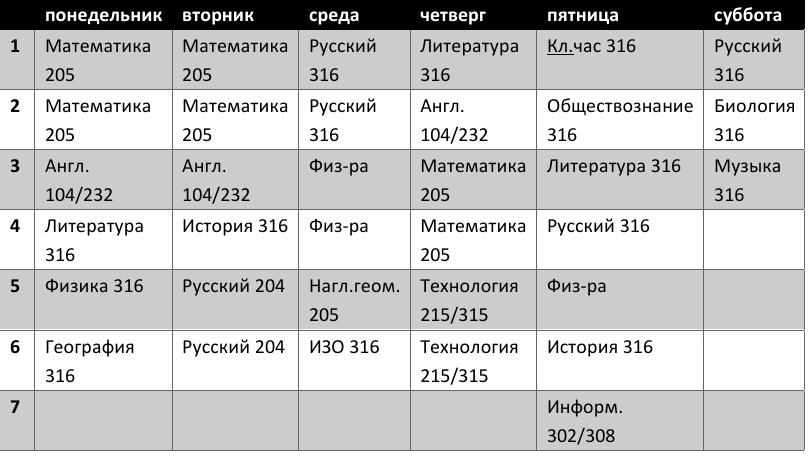 понедельник вторник среда четверг пятница суббота
1 Математика Математика Русский Литература Кл.час 316 Русский
205 205 316 316 316
2 Математика Математика Русский Англ. Обществознание Биология
205 205 316 104/232 316 316
3 Англ. Англ. Физ-ра Математика Литература 316 Музыка
104/232 104/232 205 316
4 Литература История 316 Физ-ра Математика Русский 316
316 205
5 Физика 316 Русский 204 Нагл.геом. Технология Физ-ра
205 215/315
6 География Русский 204 ИЗО 316 Технология История 316
316 215/315
7 Информ.
302/308